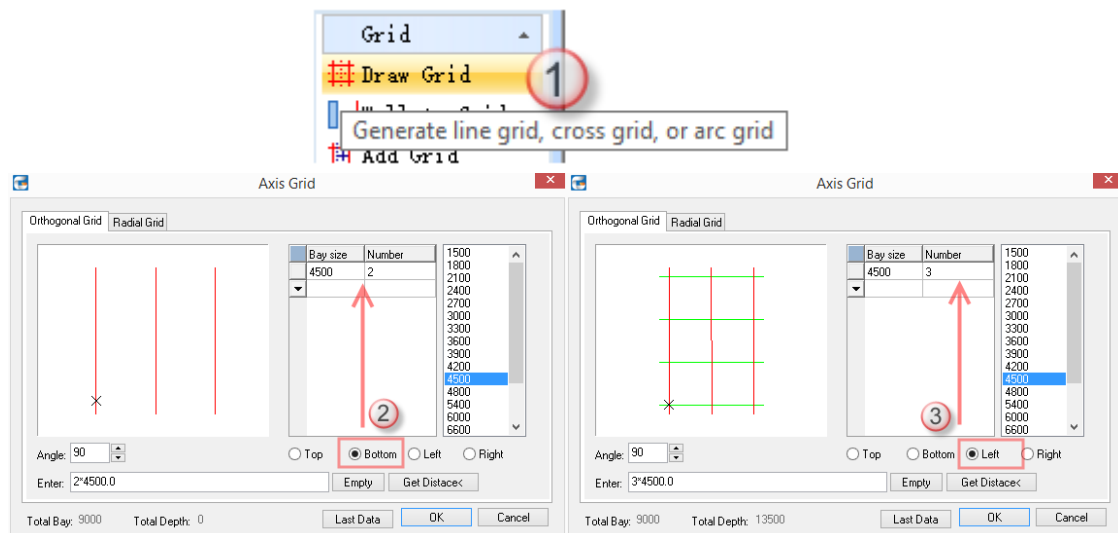 Grid
Draw Grid
1
Generate line grid, cross grid, or arc grid
Add Grid
Axis Grid
Orthogonal Grid Radial Grid
Bay size Number
4500 2
1500
1800
2100
2400
2700
3000
3300
3600
3900
4200
4500
4800
5400
6000
6600
2
Angle: 90
Top Bottom Left Right
Enter: 2*4500.0 Empty Get Distace<
Total Bay: 9000 Total Depth: 0 Last Data OK Cancel
Axis Grid
Orthogonal Grid Radial Grid
Bay size Number
4500 3
1500
1800
2100
2400
2700
3000
3300
3600
3900
4200
4500
4800
5400
6000
6600
3
Angle: 90
Top Bottom Left Right
Enter: 3*4500.0 Empty Get Distace<
Total Bay: 9000 Total Depth: 13500 Last Data OK Cancel